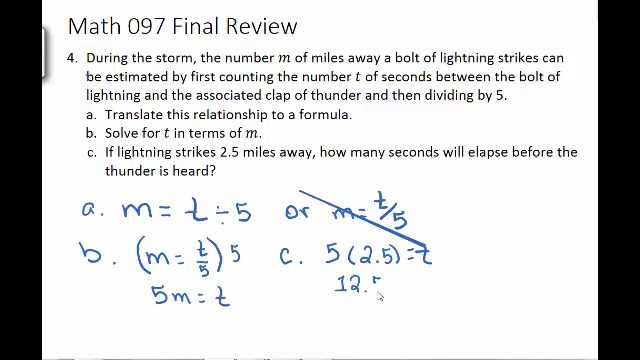 Math 097 Final Review
4. During the storm, the number m of miles away a bolt of lightning strikes can
be estimated by first counting the number t of seconds between the bolt of
lightning and the associated clap of thunder and then dividing by 5.
a. Translate this relationship to a formula.
b. Solve for t in terms of m.
c. If lightning strikes 2.5 miles away, how many seconds will elapse before the
thunder is heard?
a. m = t ÷ 5 or m = t/5
b. (m = t/5) 5 c. 5(2.5) = t
5m = t 12.5